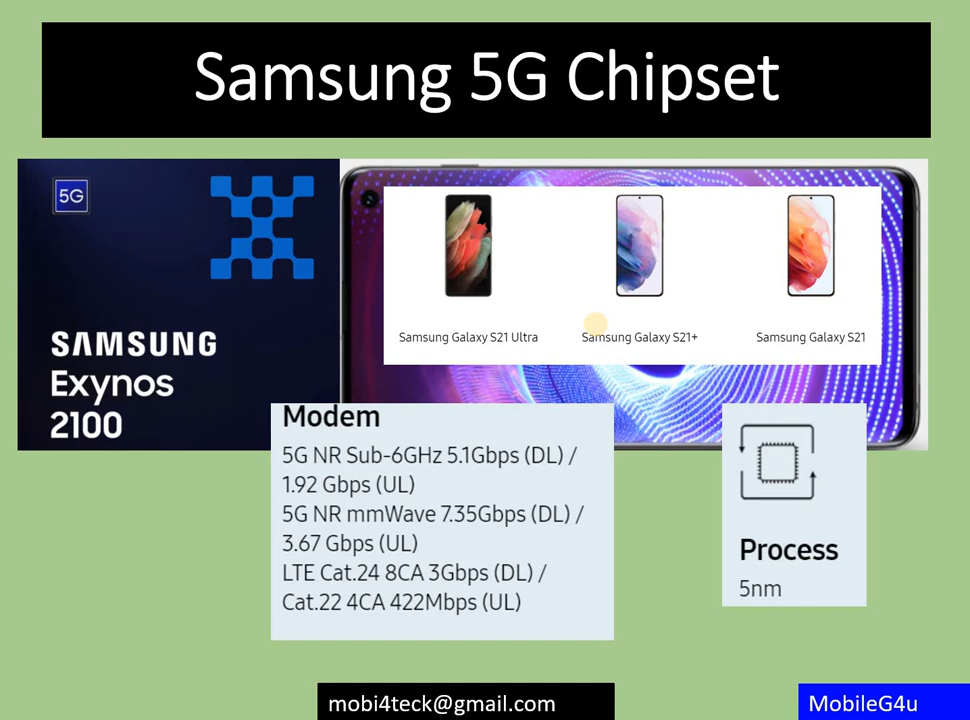 Samsung 5G Chipset
5G
SAMSUNG
Exynos
2100
Samsung Galaxy S21 Ultra
Samsung Galaxy S21+
Samsung Galaxy S21
Modem
5G NR Sub-6GHz 5.1Gbps (DL) /
1.92 Gbps (UL)
5G NR mmWave 7.35Gbps (DL) /
3.67 Gbps (UL)
LTE Cat.24 8CA 3Gbps (DL) /
Cat.22 4CA 422Mbps (UL)
Process
5nm
mobi4teck@gmail.com
MobileG4u